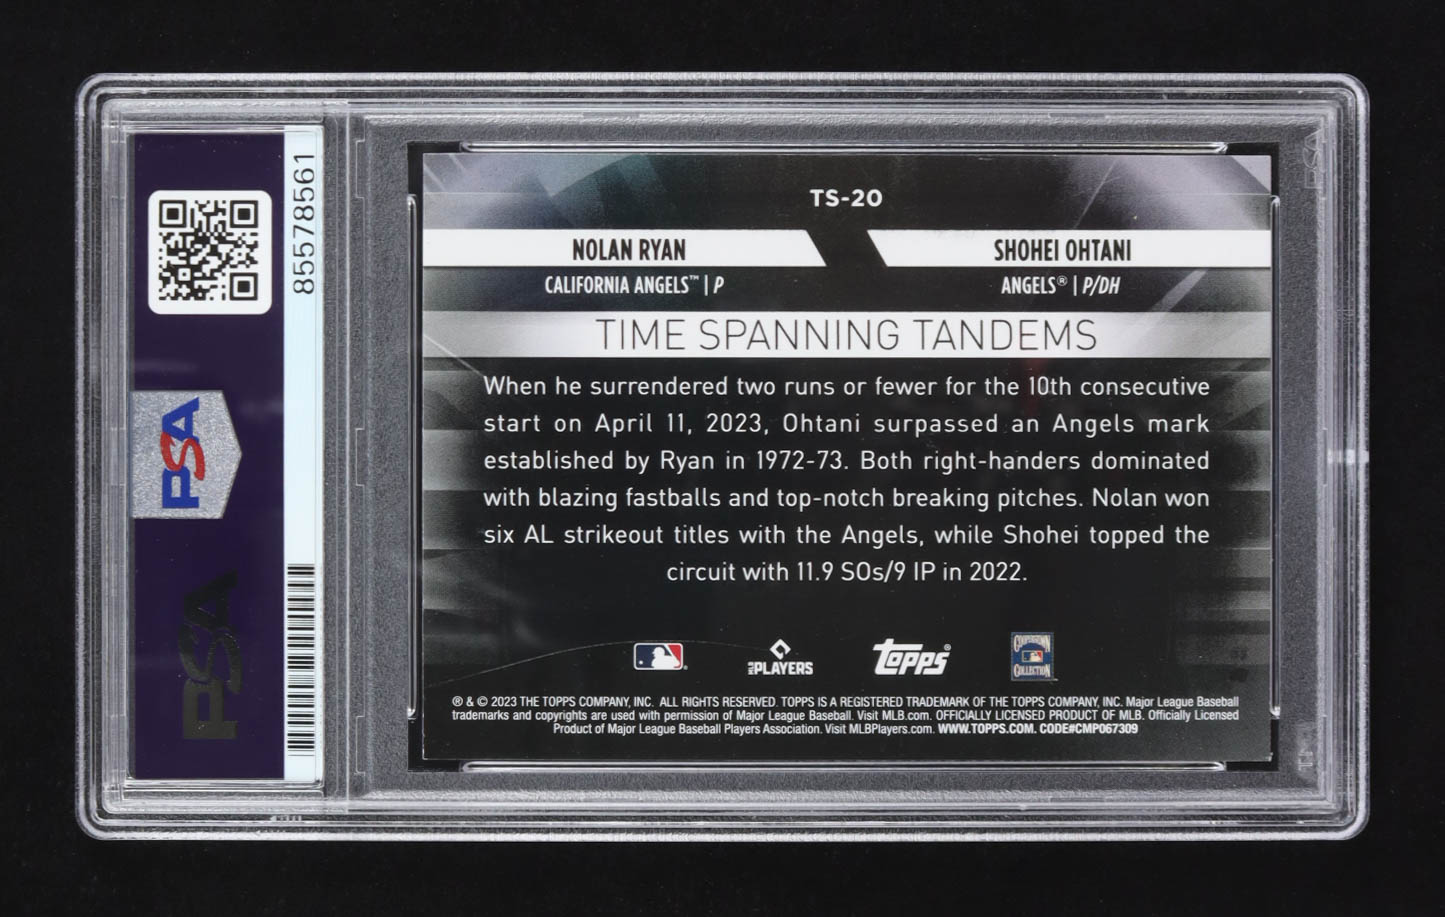 85578561
PSA
PSA
TS-20
NOLAN RYAN
CALIFORNIA ANGELS™ | P
SHOHEI OHTANI
ANGELS® | P/DH
TIME SPANNING TANDEMS
When he surrendered two runs or fewer for the 10th consecutive
start on April 11, 2023, Ohtani surpassed an Angels mark
established by Ryan in 1972-73. Both right-handers dominated
with blazing fastballs and top-notch breaking pitches. Nolan won
six AL strikeout titles with the Angels, while Shohei topped the
circuit with 11.9 SOs/9 IP in 2022.
MLB PLAYERS
Topps®
COOPERSTOWN
COLLECTION
® & © 2023 THE TOPPS COMPANY, INC. ALL RIGHTS RESERVED. TOPPS IS A REGISTERED TRADEMARK OF THE TOPPS COMPANY, INC. Major League Baseball
trademarks and copyrights are used with permission of Major League Baseball. Visit MLB.com. OFFICIALLY LICENSED PRODUCT OF MLB. Officially Licensed
Product of Major League Baseball Players Association. Visit MLBPlayers.com. WWW.TOPPS.COM. CODE#CMP067309